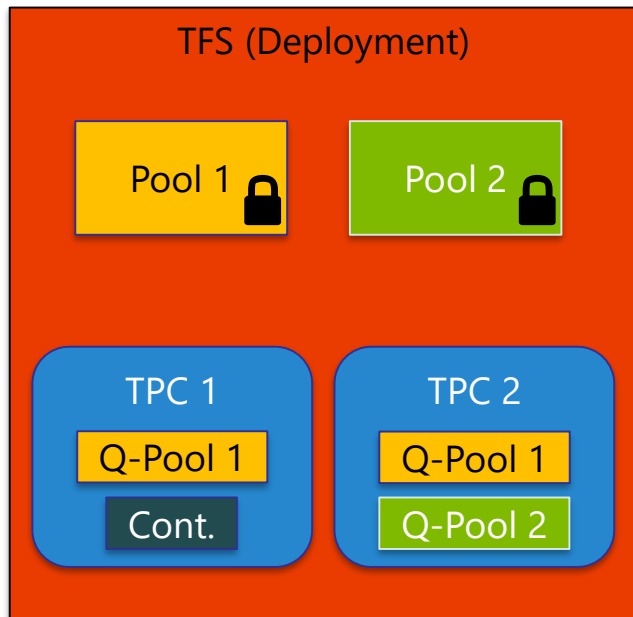 TFS (Deployment)
Pool 1
Pool 2
TPC 1
Q-Pool 1
Cont.
TPC 2
Q-Pool 1
Q-Pool 2